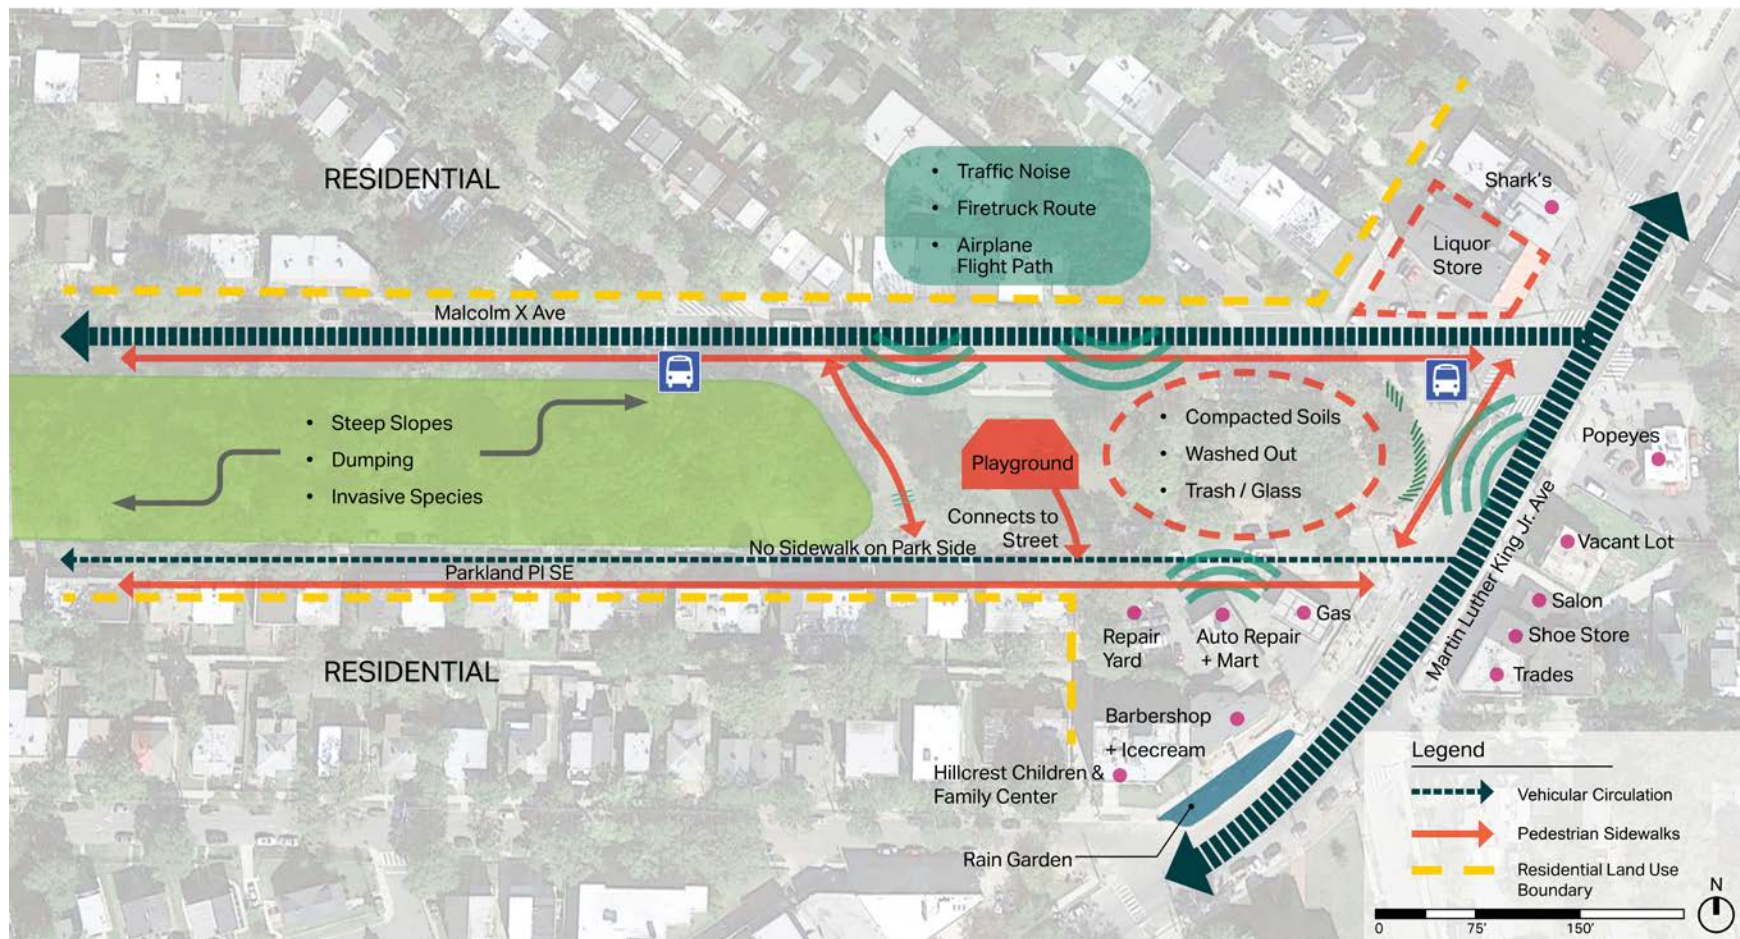 RESIDENTIAL
• Traffic Noise
• Firetruck Route
• Airplane
Flight Path
Shark's
Liquor
Store
Malcolm X Ave
• Steep Slopes
• Dumping
• Invasive Species
Playground
• Compacted Soils
• Washed Out
• Trash / Glass
Popeyes
Connects to
Street
No Sidewalk on Park Side
Parkland Pl SE
Martin Luther King Jr. Ave
Vacant Lot
Salon
Shoe Store
Trades
Repair
Yard
Auto Repair
+ Mart
Gas
RESIDENTIAL
Barbershop
+ Icecream
Hillcrest Children &
Family Center
Rain Garden
Legend
Vehicular Circulation
Pedestrian Sidewalks
Residential Land Use
Boundary
N
0 75' 150'